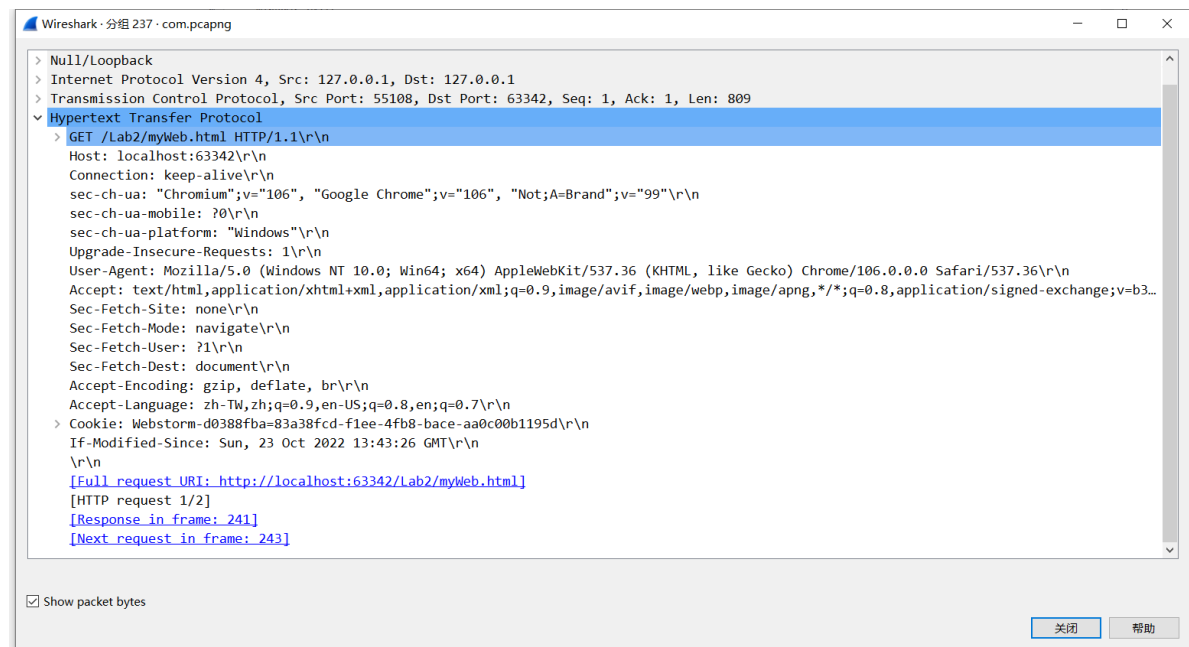 Wireshark · 分组 237 · com.pcapng
Null/Loopback
Internet Protocol Version 4, Src: 127.0.0.1, Dst: 127.0.0.1
Transmission Control Protocol, Src Port: 55108, Dst Port: 63342, Seq: 1, Ack: 1, Len: 809
Hypertext Transfer Protocol
GET /Lab2/myWeb.html HTTP/1.1\r\n
Host: localhost:63342\r\n
Connection: keep-alive\r\n
sec-ch-ua: "Chromium";v="106", "Google Chrome";v="106", "Not;A=Brand";v="99"\r\n
sec-ch-ua-mobile: ?0\r\n
sec-ch-ua-platform: "Windows"\r\n
Upgrade-Insecure-Requests: 1\r\n
User-Agent: Mozilla/5.0 (Windows NT 10.0; Win64; x64) AppleWebKit/537.36 (KHTML, like Gecko) Chrome/106.0.0.0 Safari/537.36\r\n
Accept: text/html,application/xhtml+xml,application/xml;q=0.9,image/avif,image/webp,image/apng,*/*;q=0.8,application/signed-exchange;v=b3…
Sec-Fetch-Site: none\r\n
Sec-Fetch-Mode: navigate\r\n
Sec-Fetch-User: ?1\r\n
Sec-Fetch-Dest: document\r\n
Accept-Encoding: gzip, deflate, br\r\n
Accept-Language: zh-TW,zh;q=0.9,en-US;q=0.8,en;q=0.7\r\n
Cookie: Webstorm-d0388fba=83a38fcd-f1ee-4fb8-bace-aa0c00b1195d\r\n
If-Modified-Since: Sun, 23 Oct 2022 13:43:26 GMT\r\n
\r\n
[Full request URI: http://localhost:63342/Lab2/myWeb.html]
[HTTP request 1/2]
[Response in frame: 241]
[Next request in frame: 243]
Show packet bytes
关闭
帮助